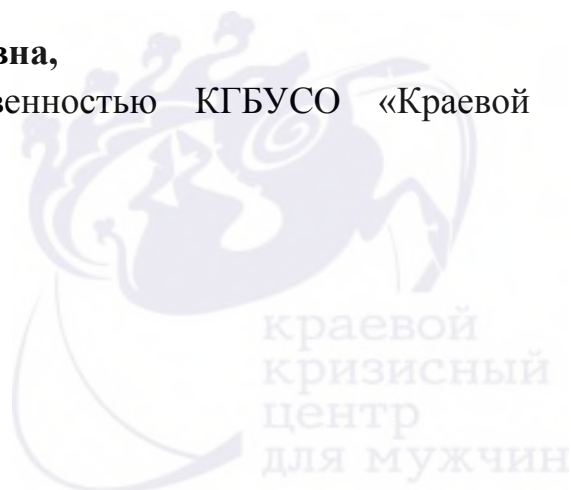 вна,
венностью КГБУСО «Краевой
краевой
кризисный
центр
для мужчин